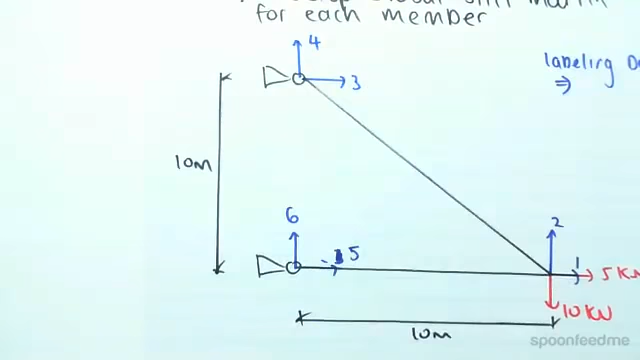 for each member
4
labeling
3
⇒
10M
6
2
5
1
5 KN
10 KN
10M
spoonfeedme